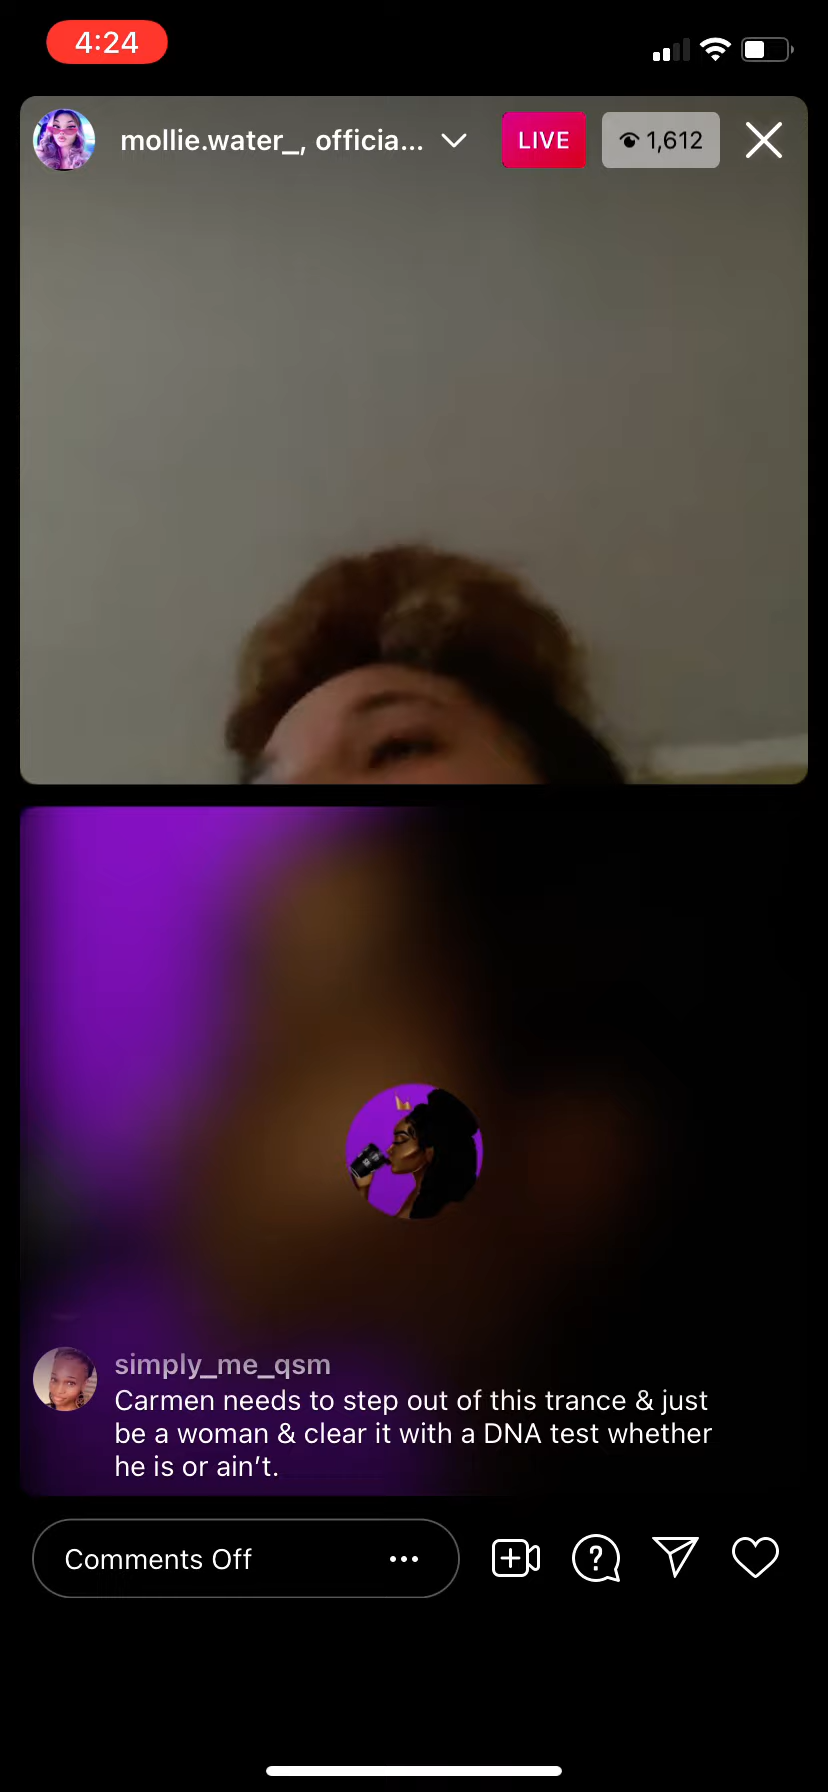 4:24
mollie.water_, officia...
LIVE
1,612
simply_me_qsm
Carmen needs to step out of this trance & just
be a woman & clear it with a DNA test whether
he is or ain’t.
Comments Off